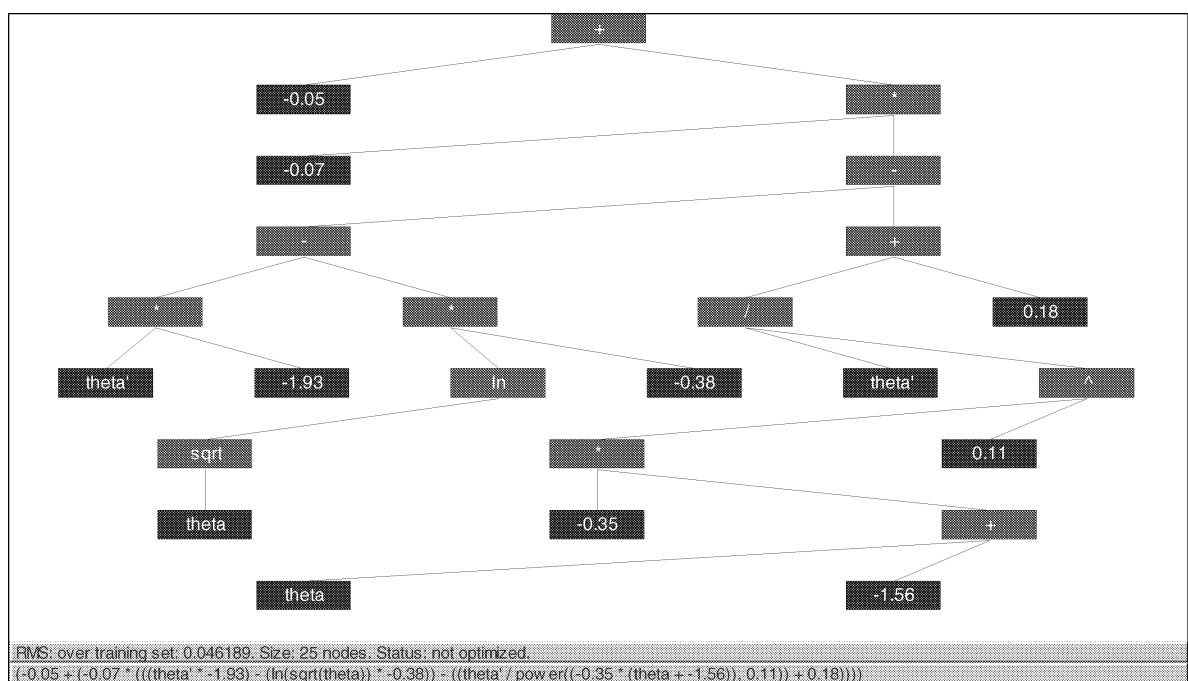 +
-0.05 *
-0.07 -
- +
* * / 0.18
theta' -1.93 ln -0.38 theta' ^
sqrt * 0.11
theta -0.35 +
theta -1.56
RMS: over training set: 0.046189. Size: 25 nodes. Status: not optimized.
(-0.05 + (-0.07 * (((theta' * -1.93) - (ln(sqrt(theta)) * -0.38)) - ((theta' / power((-0.35 * (theta + -1.56)), 0.11)) + 0.18))))